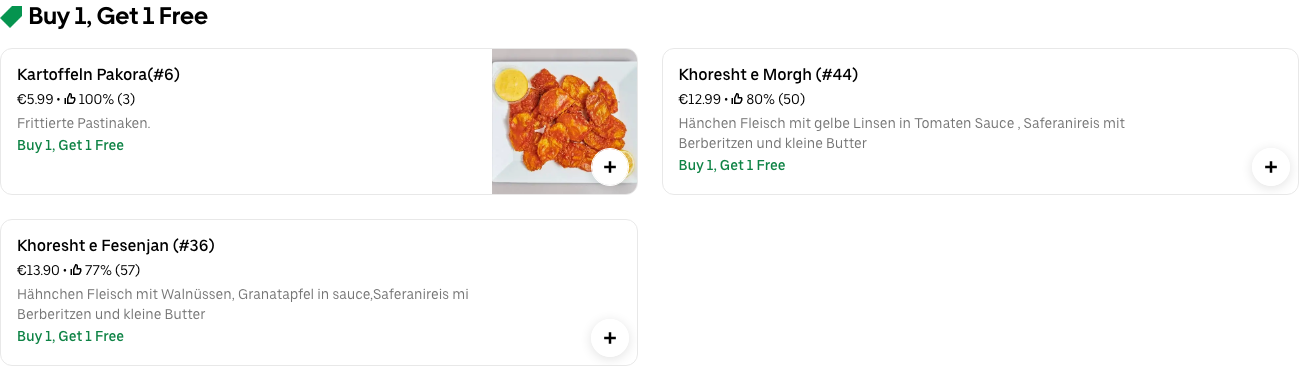 Buy 1, Get 1 Free
Kartoffeln Pakora(#6)
€5.99 • 100% (3)
Frittierte Pastinaken.
Buy 1, Get 1 Free
Khoresht e Morgh (#44)
€12.99 • 80% (50)
Hänchen Fleisch mit gelbe Linsen in Tomaten Sauce , Saferanireis mit
Berberitzen und kleine Butter
Buy 1, Get 1 Free
Khoresht e Fesenjan (#36)
€13.90 • 77% (57)
Hähnchen Fleisch mit Walnüssen, Granatapfel in sauce,Saferanireis mi
Berberitzen und kleine Butter
Buy 1, Get 1 Free